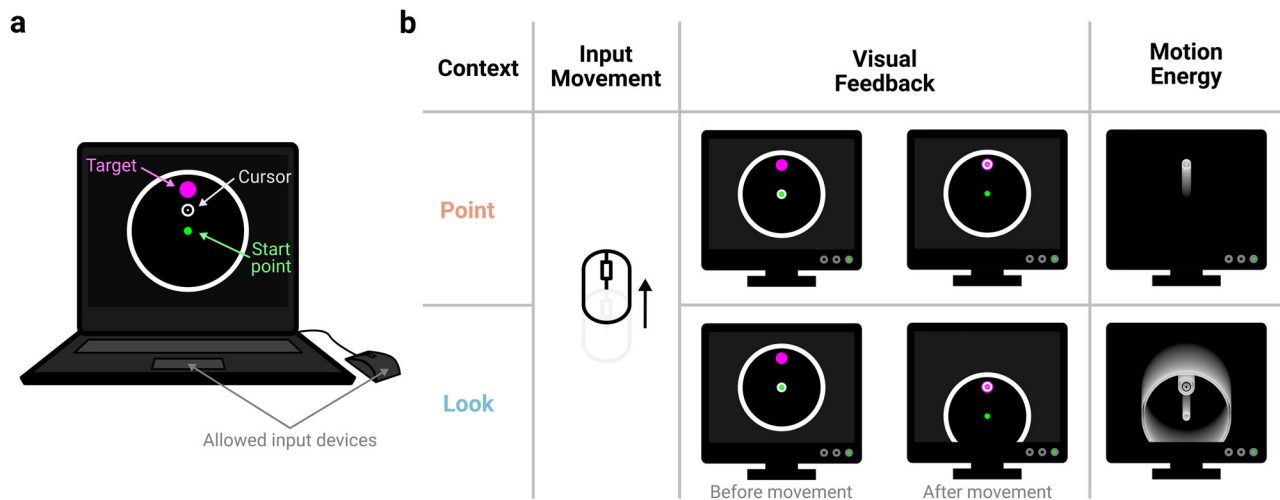 a
Target
Cursor
Start
point
Allowed input devices
b
Context
Input
Movement
Visual
Feedback
Motion
Energy
Point
Look
Before movement
After movement